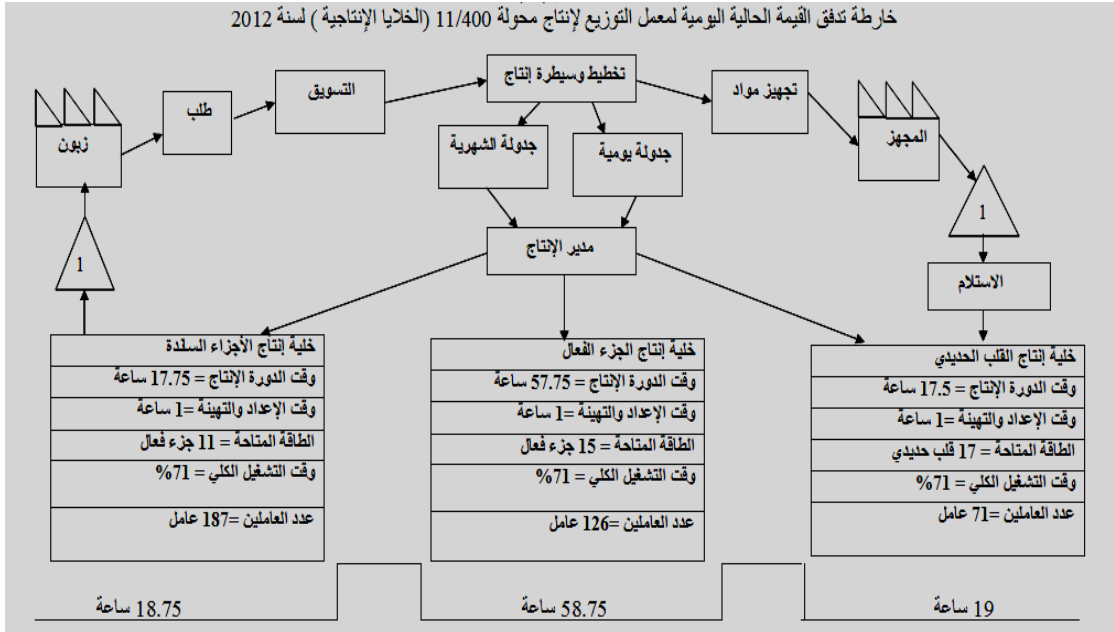 خارطة تدفق القيمة الحالية اليومية لمعمل التوزيع لإنتاج محولة 11/400 (الخلايا الإنتاجية ) لسنة 2012
تخطيط وسيطرة إنتاج
تجهيز مواد
التسويق
طلب
زبون
المجهز
جدولة الشهرية
جدولة يومية
1
مدير الإنتاج
1
الاستلام
خلية إنتاج القلب الحديدي
وقت الدورة الإنتاج = 17.5 ساعة
وقت الإعداد والتهيئة =1 ساعة
الطاقة المتاحة = 17 قلب حديدي
وقت التشغيل الكلي = 71%
عدد العاملين =71 عامل
خلية إنتاج الجزء الفعال
وقت الدورة الإنتاج = 57.75 ساعة
وقت الإعداد والتهيئة =1 ساعة
الطاقة المتاحة = 15 جزء فعال
وقت التشغيل الكلي = 71%
عدد العاملين =126 عامل
خلية إنتاج الأجزاء الساندة
وقت الدورة الإنتاج = 17.75 ساعة
وقت الإعداد والتهيئة =1 ساعة
الطاقة المتاحة = 11 جزء فعال
وقت التشغيل الكلي = 71%
عدد العاملين =187 عامل
19 ساعة
58.75 ساعة
18.75 ساعة